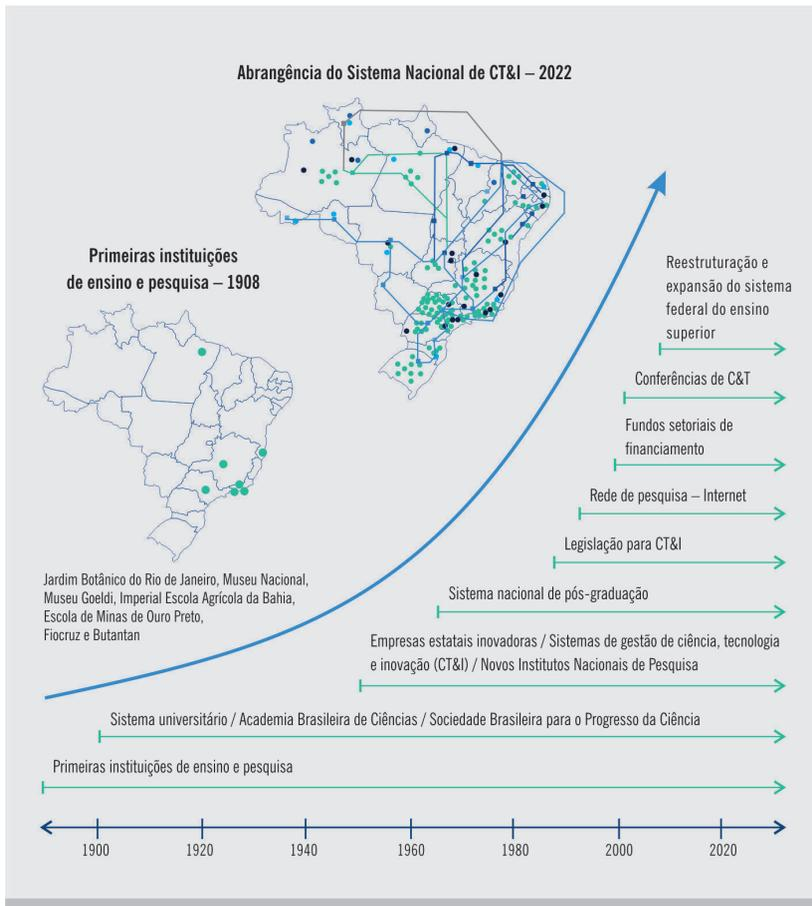 Abrangência do Sistema Nacional de CT&I – 2022
Primeiras instituições
de ensino e pesquisa – 1908
Jardim Botânico do Rio de Janeiro, Museu Nacional,
Museu Goeldi, Imperial Escola Agrícola da Bahia,
Escola de Minas de Ouro Preto,
Fiocruz e Butantan
Reestruturação e
expansão do sistema
federal do ensino
superior
Conferências de C&T
Fundos setoriais de
financiamento
Rede de pesquisa – Internet
Legislação para CT&I
Sistema nacional de pós-graduação
Empresas estatais inovadoras / Sistemas de gestão de ciência, tecnologia
e inovação (CT&I) / Novos Institutos Nacionais de Pesquisa
Sistema universitário / Academia Brasileira de Ciências / Sociedade Brasileira para o Progresso da Ciência
Primeiras instituições de ensino e pesquisa
1900 1920 1940 1960 1980 2000 2020